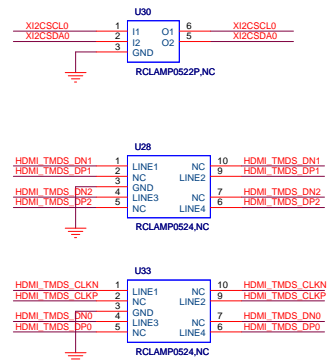 U30
XI2CSCL0 1 I1 O1 6 XI2CSCL0
XI2CSDA0 2 I2 O2 5 XI2CSDA0
3 GND
RCLAMP0522P,NC
U28
HDMI_TMDS_DN1 1 LINE1 NC 10 HDMI_TMDS_DN1
HDMI_TMDS_DP1 2 NC LINE2 9 HDMI_TMDS_DP1
3 GND
HDMI_TMDS_DN2 4 LINE3 NC 7 HDMI_TMDS_DN2
HDMI_TMDS_DP2 5 NC LINE4 6 HDMI_TMDS_DP2
RCLAMP0524,NC
U33
HDMI_TMDS_CLKN 1 LINE1 NC 10 HDMI_TMDS_CLKN
HDMI_TMDS_CLKP 2 NC LINE2 9 HDMI_TMDS_CLKP
3 GND
HDMI_TMDS_DN0 4 LINE3 NC 7 HDMI_TMDS_DN0
HDMI_TMDS_DP0 5 NC LINE4 6 HDMI_TMDS_DP0
RCLAMP0524,NC